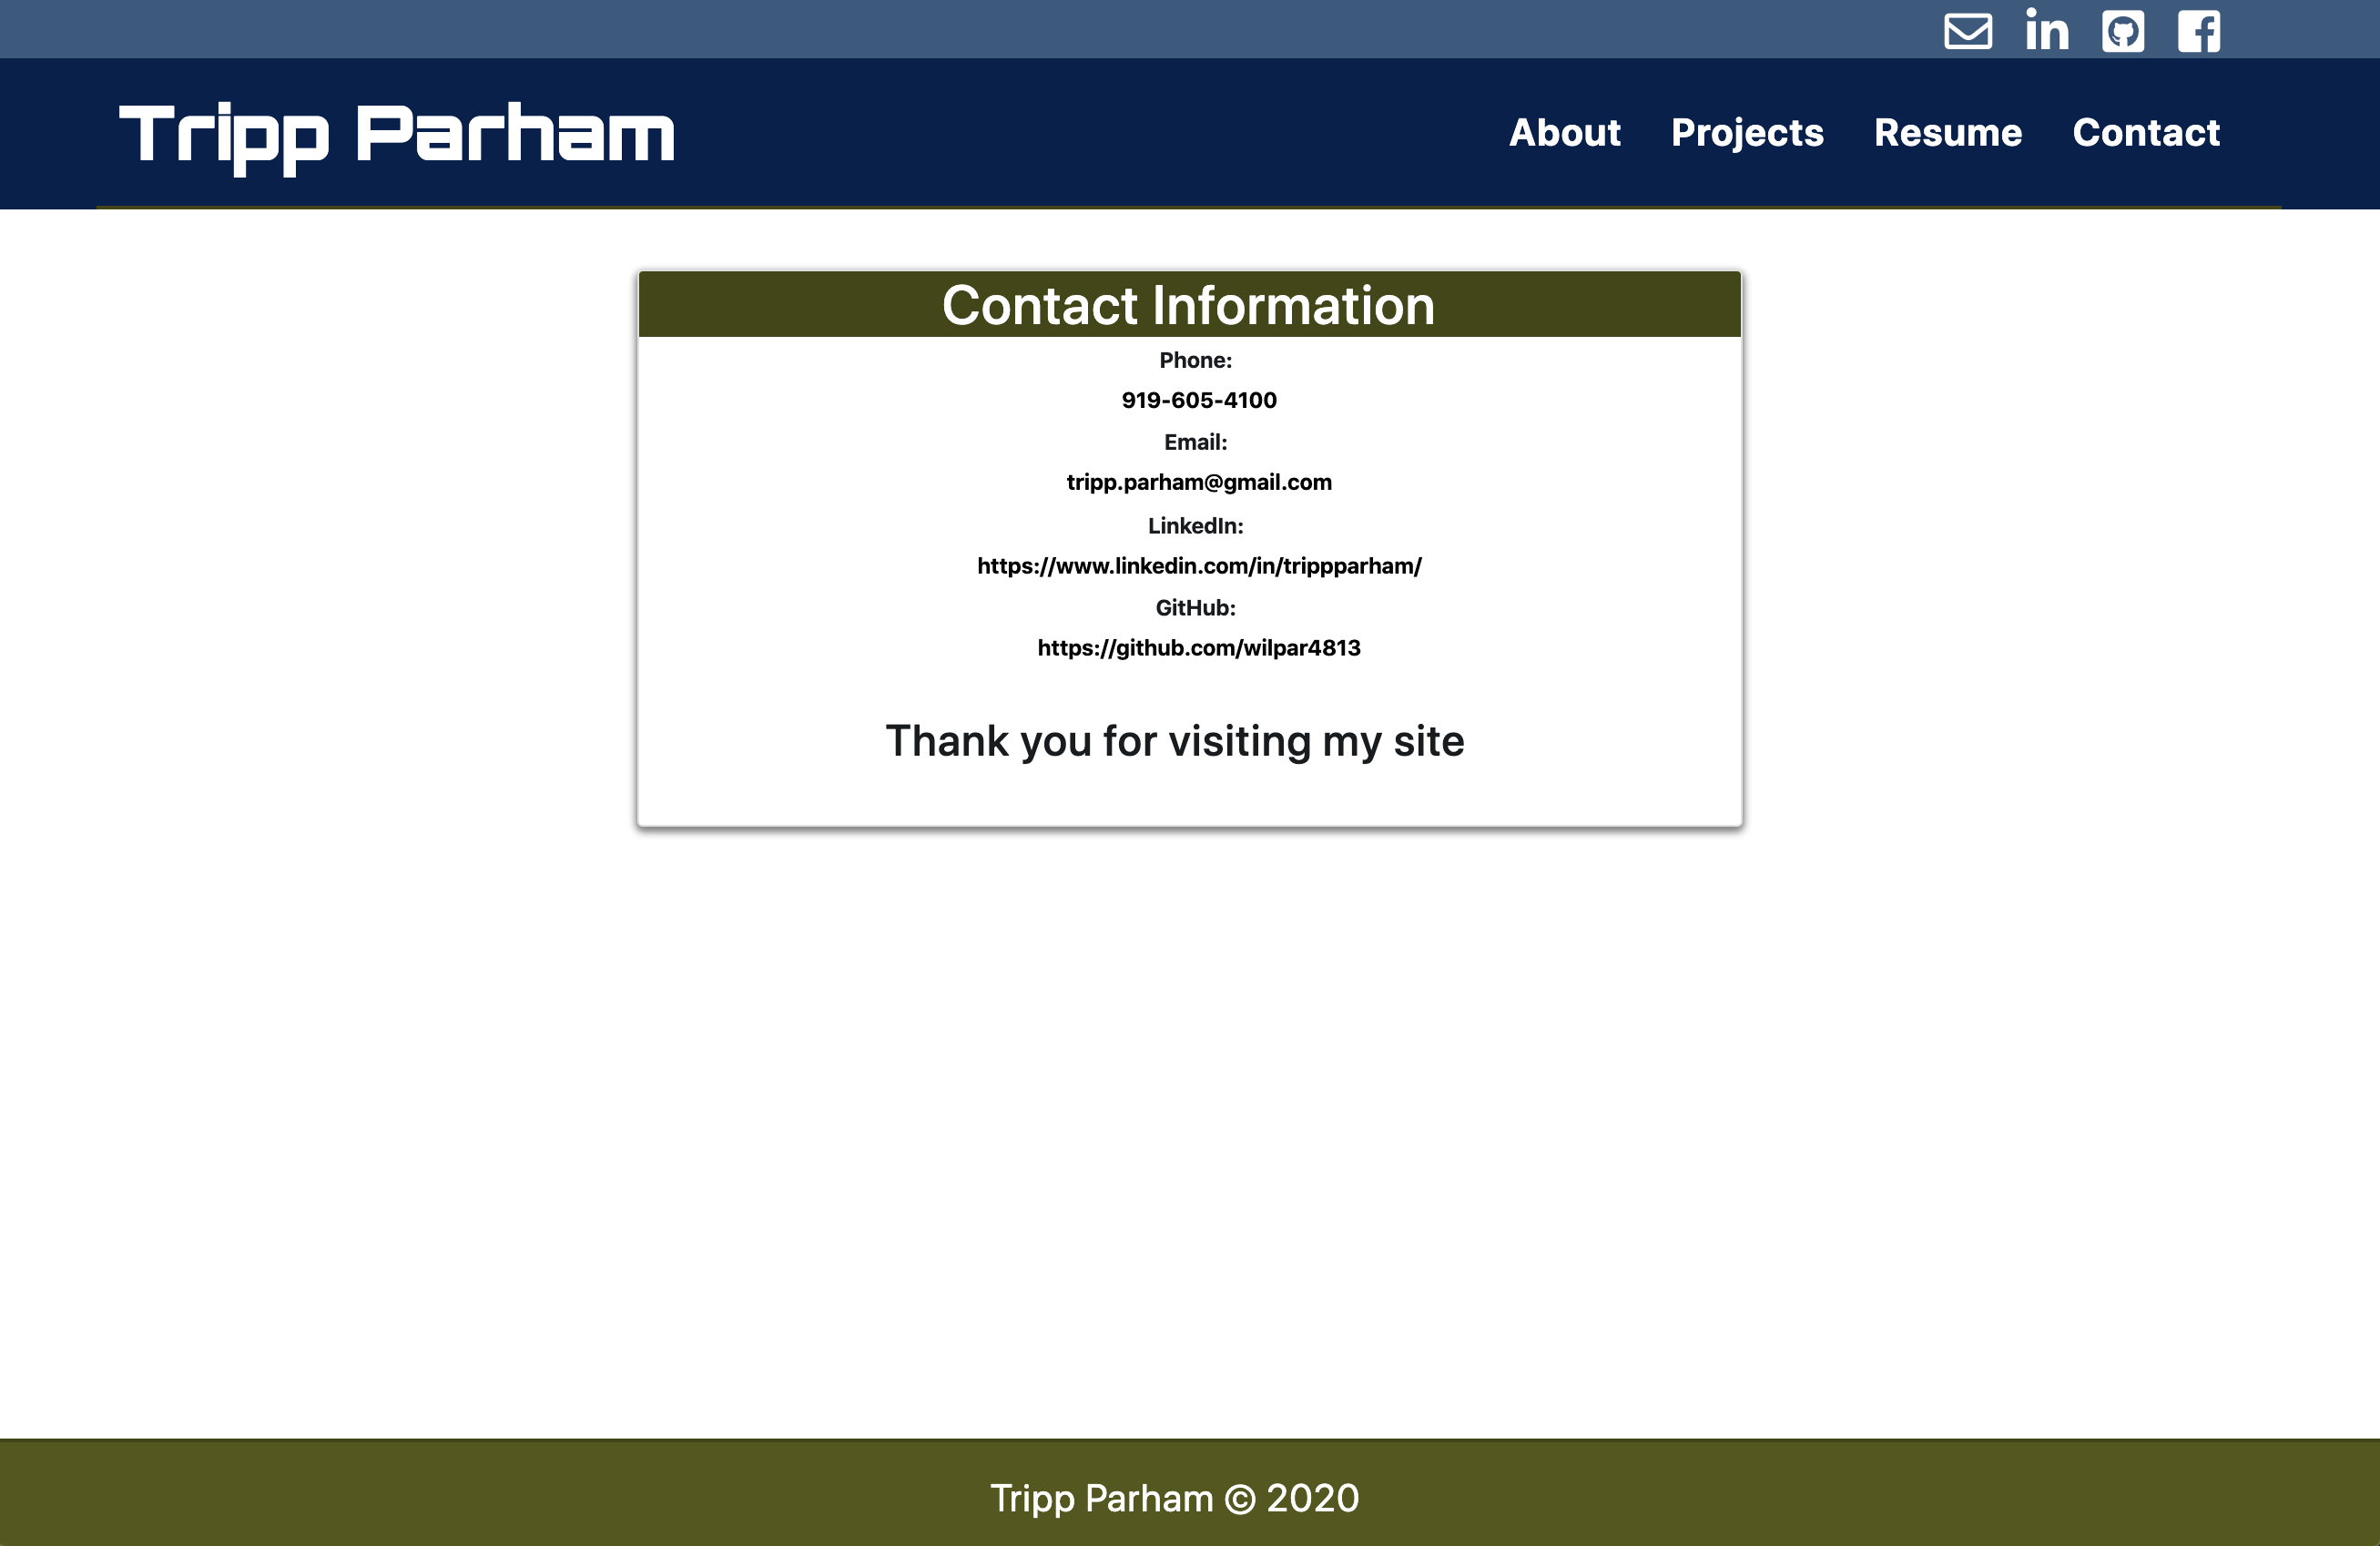 Tripp Parham
About Projects Resume Contact
Contact Information
Phone:
919-605-4100
Email:
tripp.parham@gmail.com
LinkedIn:
https://www.linkedin.com/in/trippparham/
GitHub:
https://github.com/wilpar4813
Thank you for visiting my site
Tripp Parham © 2020